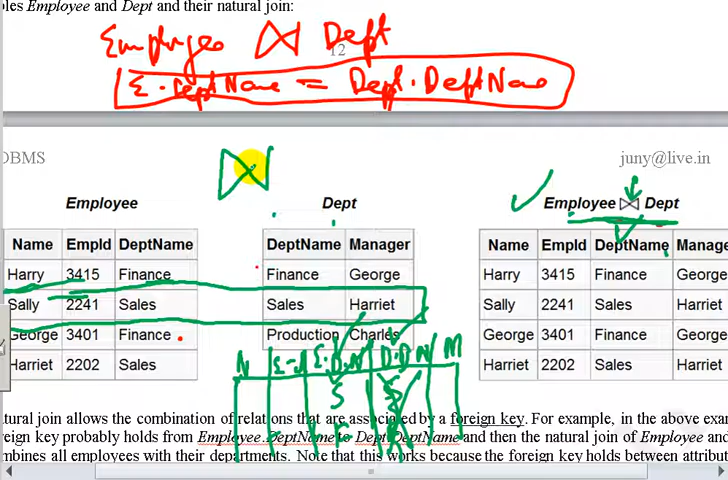 ples Employee and Dept and their natural join:
Employee ⋈ Dept
12
E.DeptName = Dept.DeptName
DBMS
juny@live.in
Employee
Dept
Employee ⋈ Dept
Name EmpId DeptName
DeptName Manager
Name EmpId DeptName Manage
Harry 3415 Finance
Finance George
Harry 3415 Finance George
Sally 2241 Sales
Sales Harriet
Sally 2241 Sales Harriet
George 3401 Finance
Production Charles
George 3401 Finance George
Harriet 2202 Sales
Harriet 2202 Sales Harriet
N E.D.N D.D.N M
S S
F
tural join allows the combination of relations that are associated by a foreign key. For example, in the above exa
reign key probably holds from Employee.DeptName to Dept.DeptName and then the natural join of Employee and
mbines all employees with their departments. Note that this works because the foreign key holds between attribut